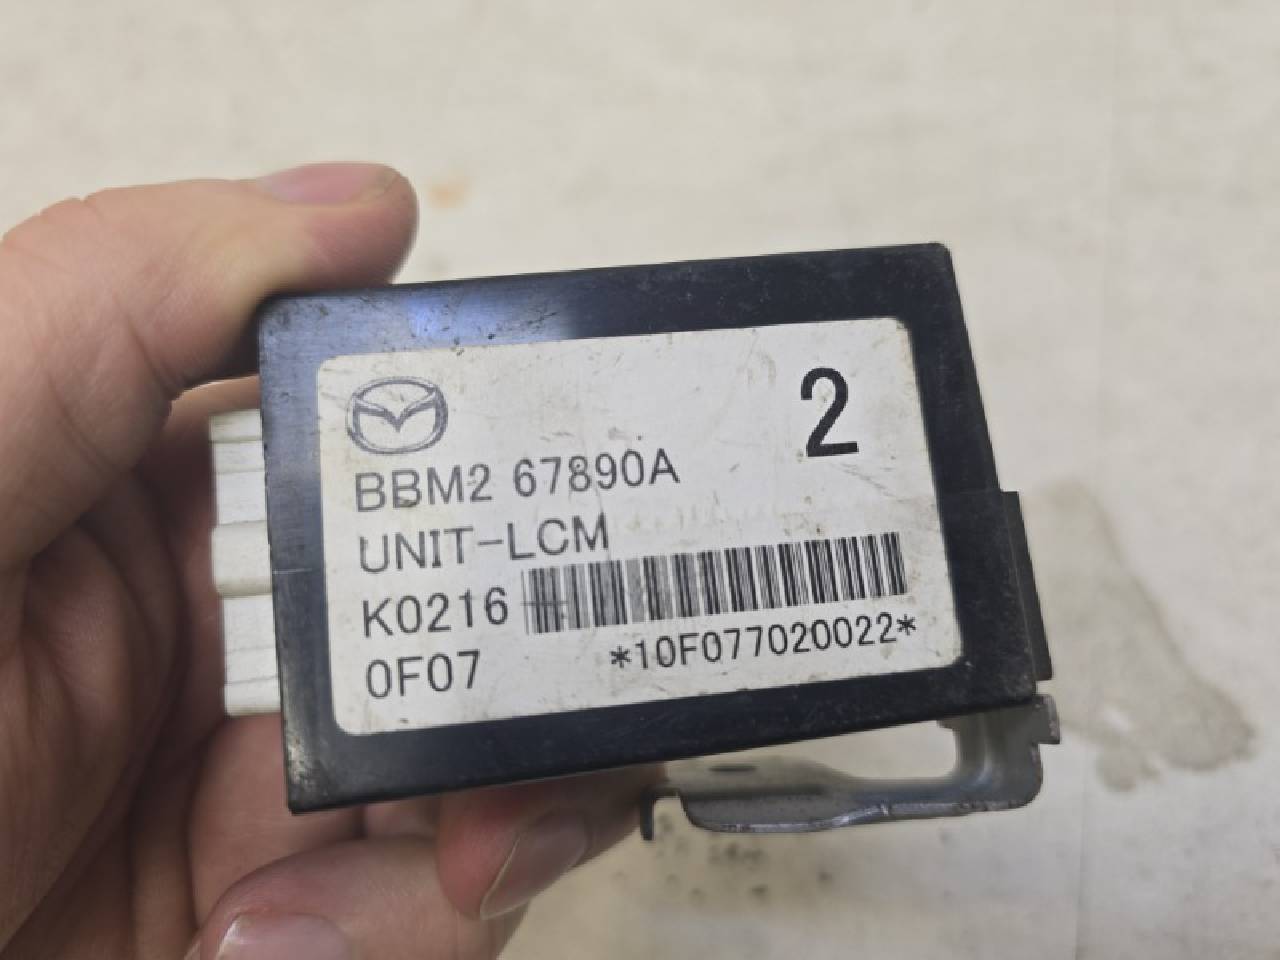 2
BBM2 67890A
UNIT-LCM
K0216
0F07 *10F077020022*